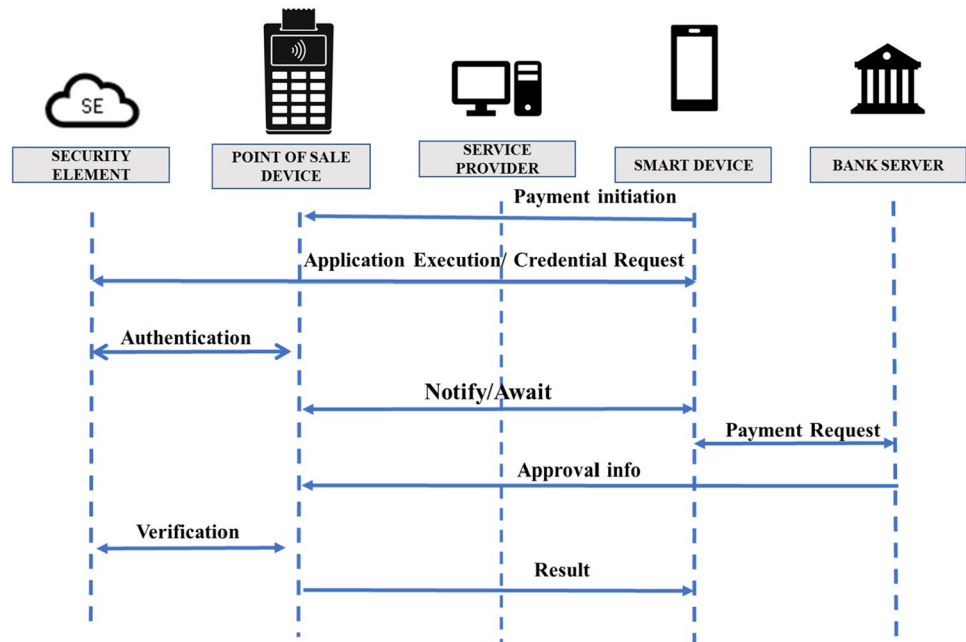 SE
SECURITY
ELEMENT
POINT OF SALE
DEVICE
SERVICE
PROVIDER
SMART DEVICE
BANK SERVER
Payment initiation
Application Execution/ Credential Request
Authentication
Notify/Await
Payment Request
Approval info
Verification
Result